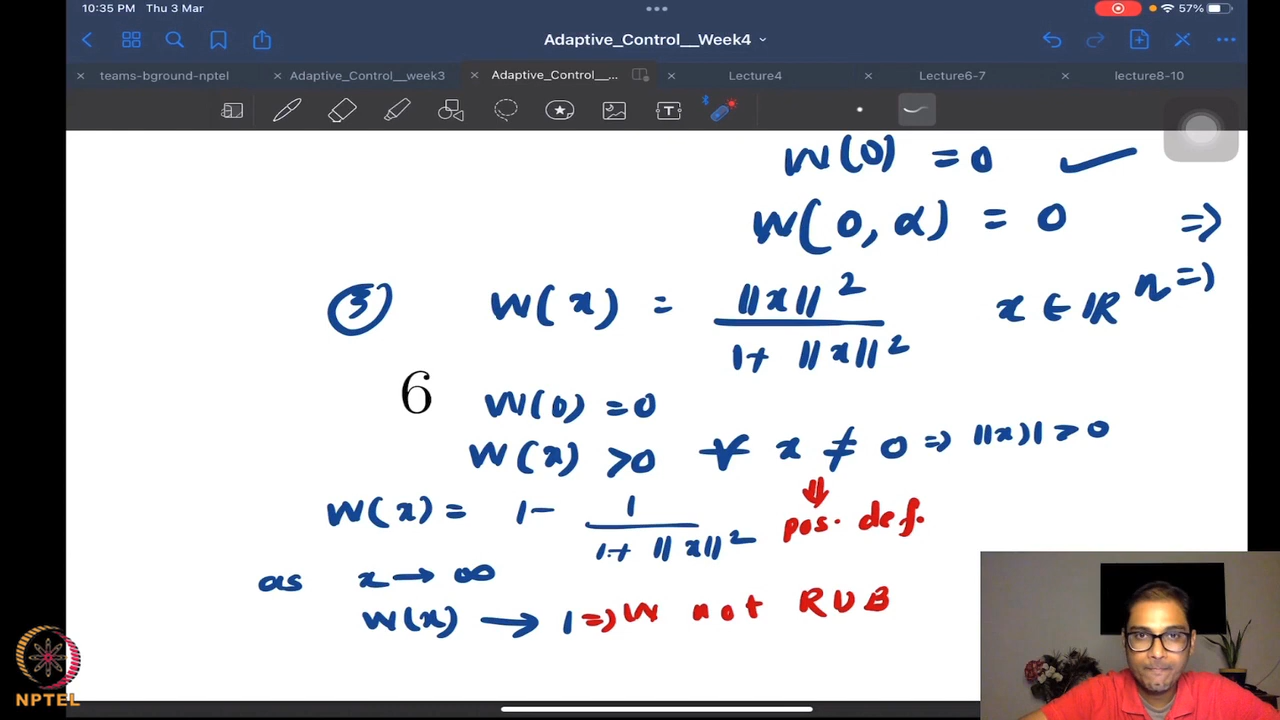 10:35 PM Thu 3 Mar
57%
Adaptive_Control__Week4
teams-bground-nptel
Adaptive_Control__week3
Adaptive_Control__...
Lecture4
Lecture6-7
lecture8-10
W(0) = 0 ✓
W(0, α) = 0 =>
③ W(x) = ||x||² / 1 + ||x||² x ∈ ℝⁿ =>
6
W(0) = 0
W(x) > 0 ∀ x ≠ 0 => ||x|| > 0
⇓
pos. def.
W(x) = 1 - 1 / 1 + ||x||²
as x → ∞
W(x) → 1 => W not RUB
NPTEL